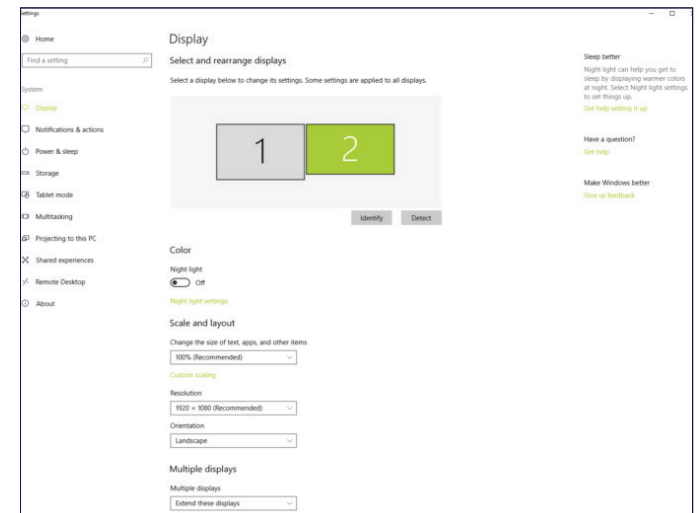 Settings
Home
Find a setting
System
Display
Notifications & actions
Power & sleep
Storage
Tablet mode
Multitasking
Projecting to this PC
Shared experiences
Remote Desktop
About
Display
Select and rearrange displays
Select a display below to change its settings. Some settings are applied to all displays.
1
2
Identify
Detect
Color
Night light
Off
Night light settings
Scale and layout
Change the size of text, apps, and other items
100% (Recommended)
Custom scaling
Resolution
1920 × 1080 (Recommended)
Orientation
Landscape
Multiple displays
Multiple displays
Extend these displays
Sleep better
Night light can help you get to
sleep by displaying warmer colors
at night. Select Night light settings
to set things up.
Get help setting it up
Have a question?
Get help
Make Windows better
Give us feedback